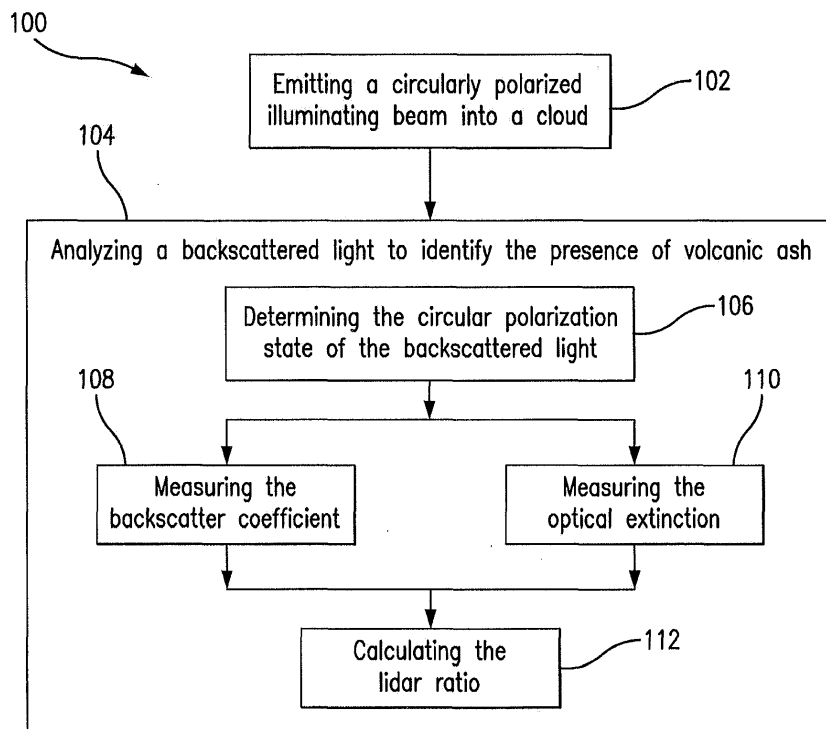 100
Emitting a circularly polarized
illuminating beam into a cloud
102
104
Analyzing a backscattered light to identify the presence of volcanic ash
Determining the circular polarization
state of the backscattered light
106
108
110
Measuring the
backscatter coefficient
Measuring the
optical extinction
Calculating the
lidar ratio
112